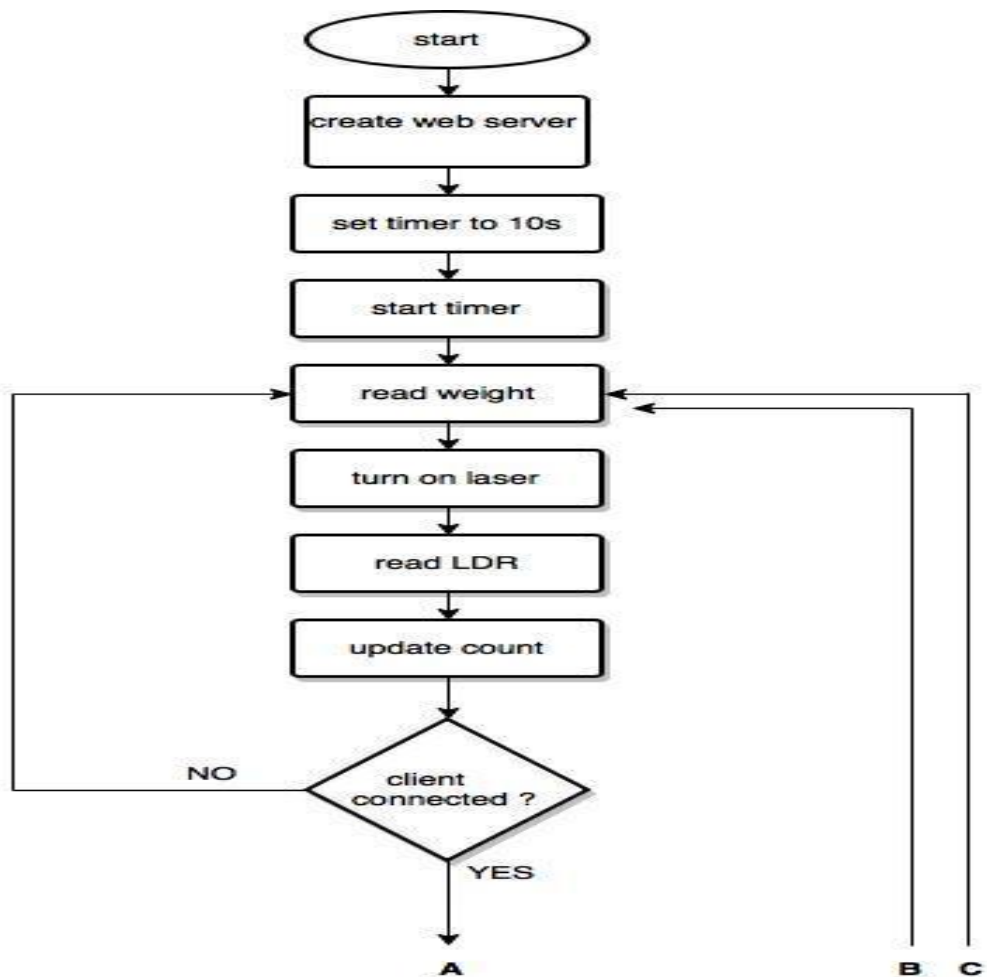 start
create web server
set timer to 10s
start timer
read weight
turn on laser
read LDR
update count
NO
client
connected ?
YES
A
B
C